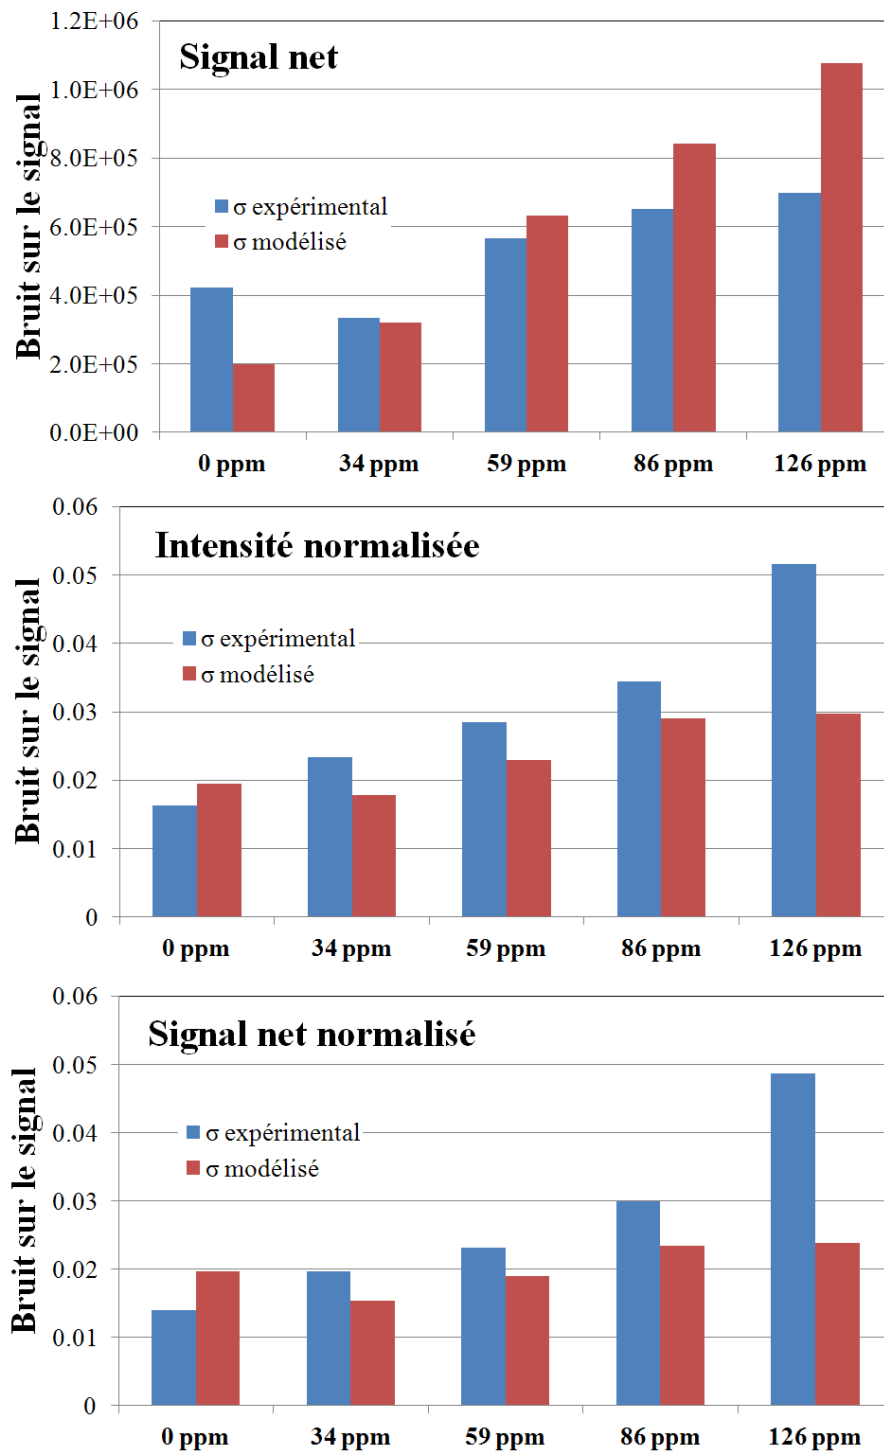 Signal net
Bruit sur le signal
1.2E+06
1.0E+06
8.0E+05
6.0E+05
4.0E+05
2.0E+05
0.0E+00
σ expérimental
σ modélisé
0 ppm 34 ppm 59 ppm 86 ppm 126 ppm
Intensité normalisée
Bruit sur le signal
0.06
0.05
0.04
0.03
0.02
0.01
0
σ expérimental
σ modélisé
0 ppm 34 ppm 59 ppm 86 ppm 126 ppm
Signal net normalisé
Bruit sur le signal
0.06
0.05
0.04
0.03
0.02
0.01
0
σ expérimental
σ modélisé
0 ppm 34 ppm 59 ppm 86 ppm 126 ppm